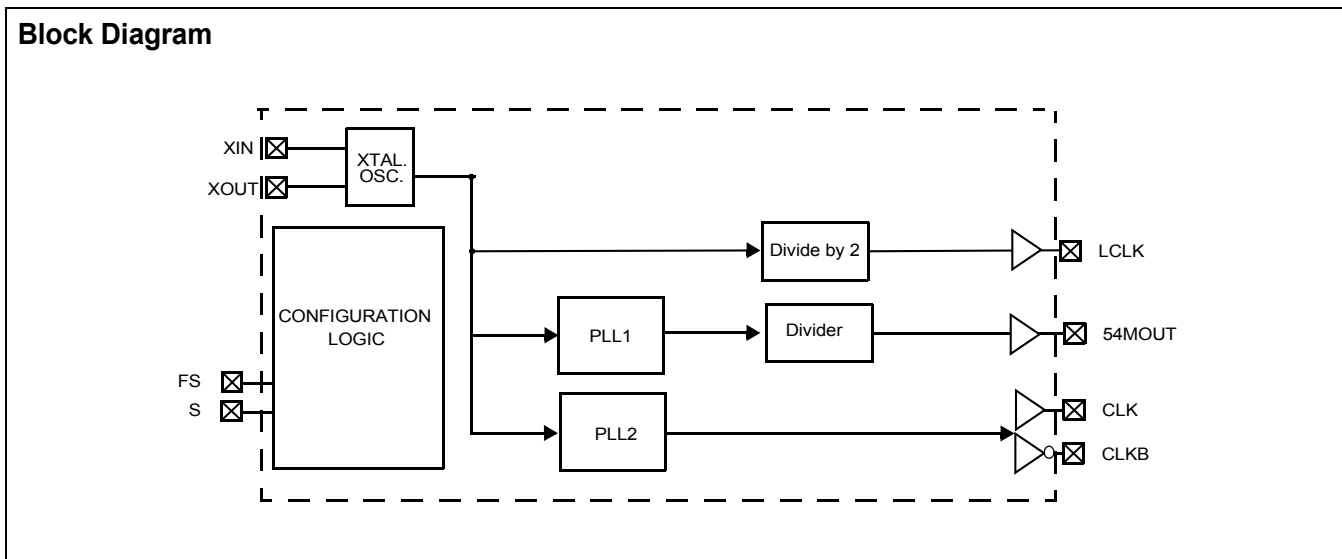 Block Diagram
XIN
XOUT
XTAL.
OSC.
Divide by 2
LCLK
CONFIGURATION
LOGIC
PLL1
Divider
54MOUT
FS
S
PLL2
CLK
CLKB